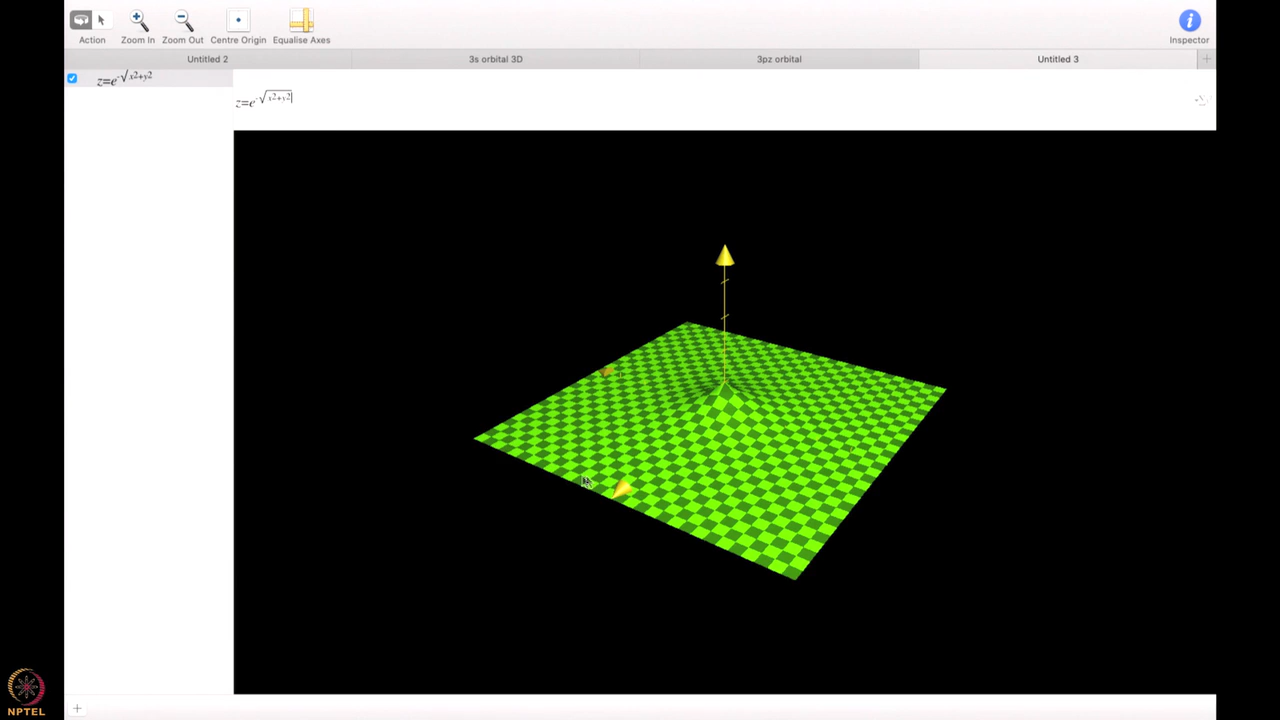 Action Zoom In Zoom Out Centre Origin Equalise Axes Inspector
Untitled 2 3s orbital 3D 3pz orbital Untitled 3 +
z=e^-√x2+y2
z=e^-√x2+y2
+
NPTEL